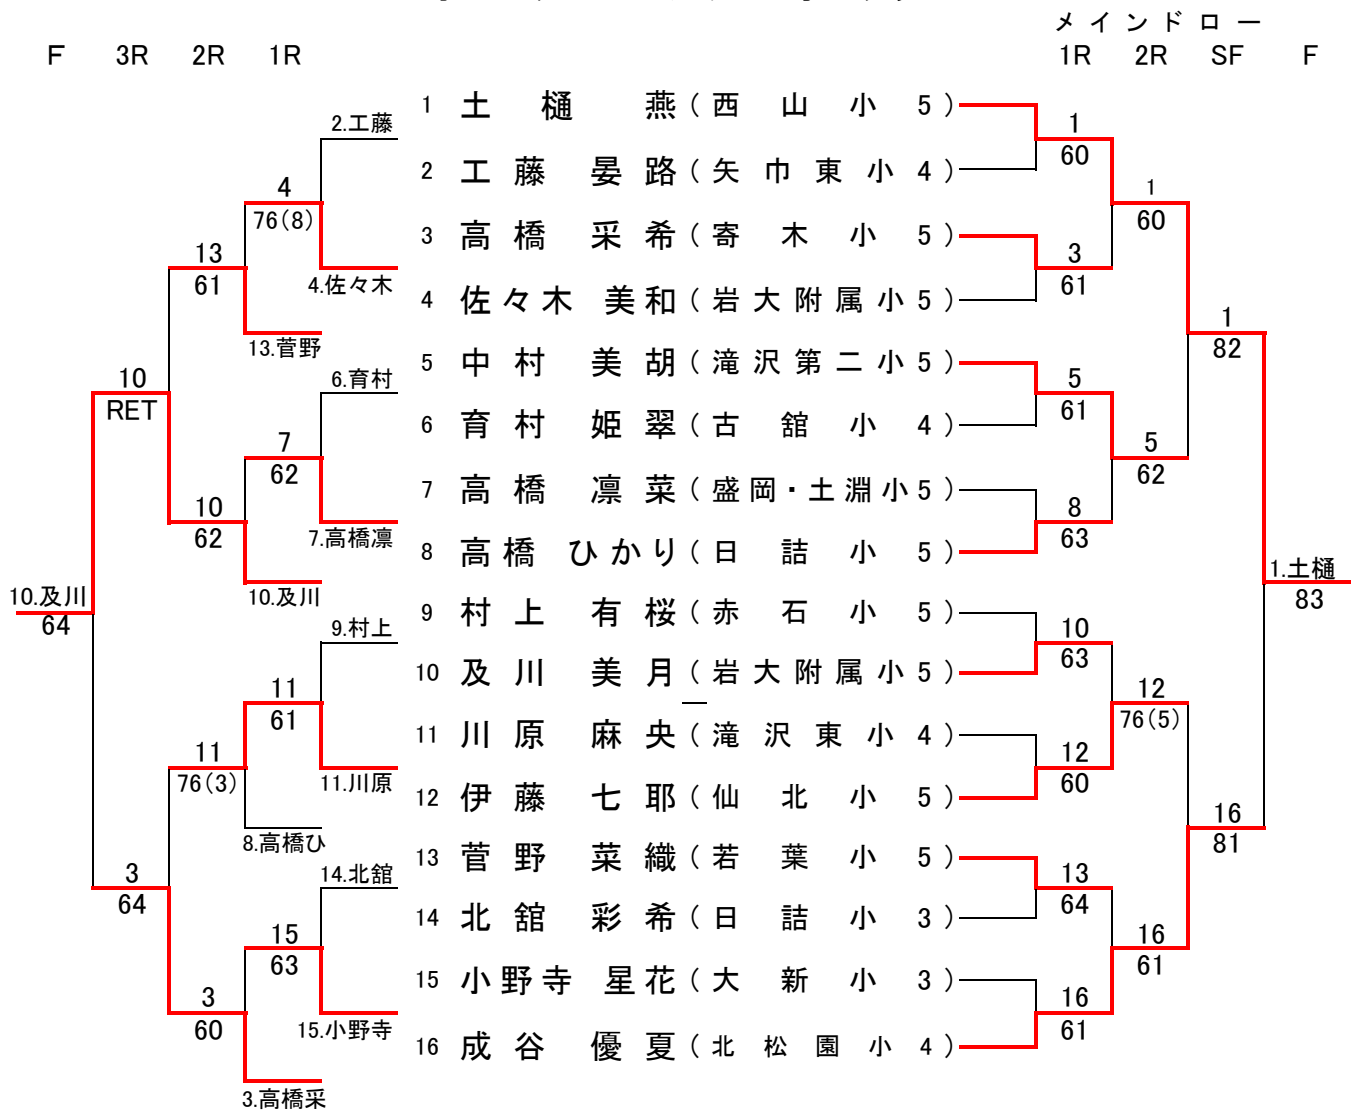 メインドロー
F 3R 2R 1R 1R 2R SF F
1 土樋 燕(西山小5)
2 工藤 晏路(矢巾東小4)
3 高橋 采希(寄木小5)
4 佐々木 美和(岩大附属小5)
5 中村 美胡(滝沢第二小5)
6 育村 姫翠(古舘小4)
7 高橋 凛菜(盛岡・土淵小5)
8 高橋 ひかり(日詰小5)
9 村上 有桜(赤石小5)
10 及川 美月(岩大附属小5)
11 川原 麻央(滝沢東小4)
12 伊藤 七耶(仙北小5)
13 菅野 菜織(若葉小5)
14 北舘 彩希(日詰小3)
15 小野寺 星花(大新小3)
16 成谷 優夏(北松園小4)
2.工藤
4
76(8)
4.佐々木
13
61
13.菅野
10
RET
6.育村
7
62
7.高橋凛
10
62
10.及川
10.及川
64
9.村上
11
61
11.川原
11
76(3)
8.高橋ひ
3
64
14.北舘
15
63
15.小野寺
3
60
3.高橋采
1
60
3
61
5
61
8
63
10
63
12
60
13
64
16
61
1
60
5
62
12
76(5)
16
61
1
82
16
81
1.土樋
83